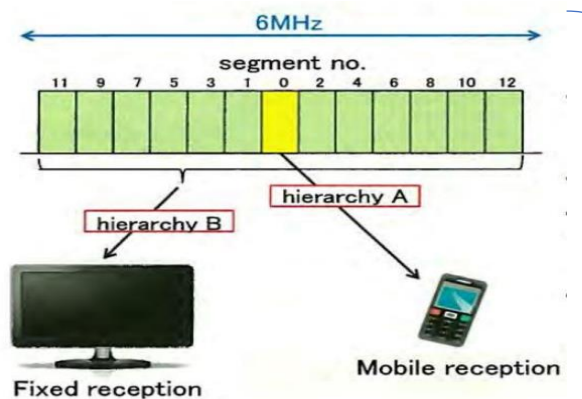 6MHz
segment no.
11 9 7 5 3 1 0 2 4 6 8 10 12
hierarchy A
hierarchy B
Mobile reception
Fixed reception